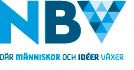 NBV
DÄR MÄNNISKOR OCH IDÉER VÄXER